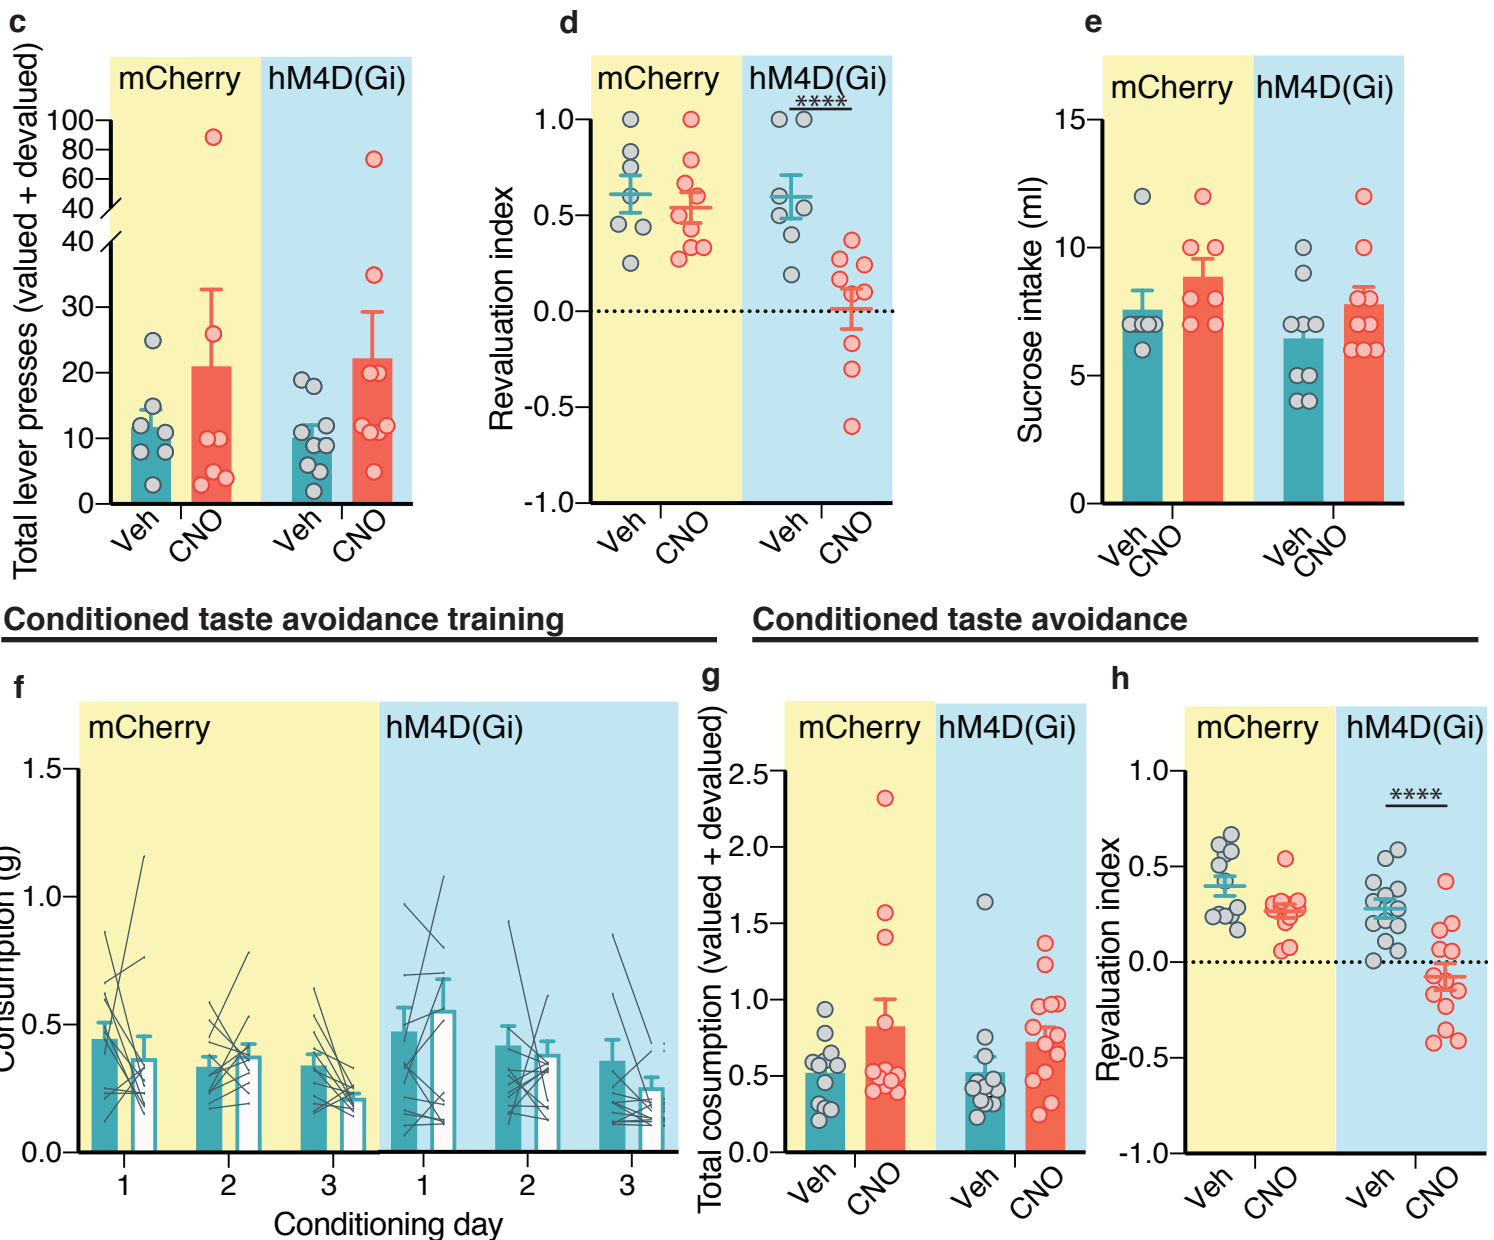 c
Total lever presses (valued + devalued)
mCherry
hM4D(Gi)
100
80
60
40
40
30
20
10
0
Veh
CNO
Veh
CNO
d
Revaluation index
mCherry
hM4D(Gi)
****
1.0
0.5
0.0
-0.5
-1.0
Veh
CNO
Veh
CNO
e
Sucrose intake (ml)
mCherry
hM4D(Gi)
15
10
5
0
Veh
CNO
Veh
CNO
Conditioned taste avoidance training
Conditioned taste avoidance
f
Consumption (g)
mCherry
hM4D(Gi)
1.5
1.0
0.5
0.0
1
2
3
1
2
3
Conditioning day
g
Total cosumption (valued + devalued)
mCherry
hM4D(Gi)
2.5
2.0
1.5
1.0
0.5
0.0
Veh
CNO
Veh
CNO
h
Revaluation index
mCherry
hM4D(Gi)
****
1.0
0.5
0.0
-0.5
-1.0
Veh
CNO
Veh
CNO